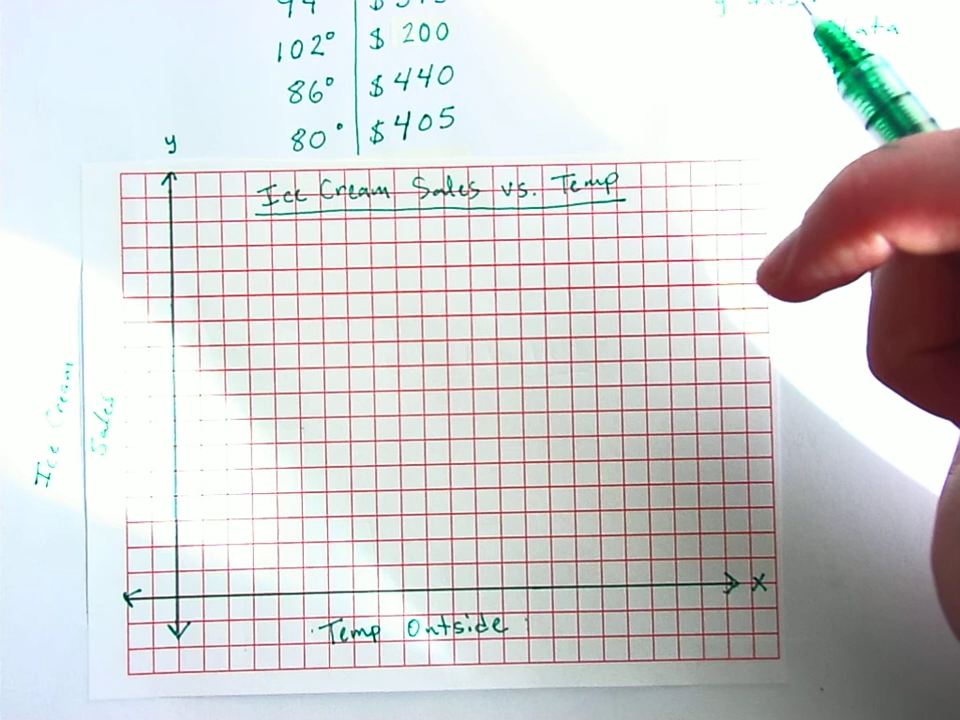 102° $ 200
86° $ 440
80° $ 405
y
Ice Cream Sales vs. Temp
Ice Cream
Sales
x
Temp Outside